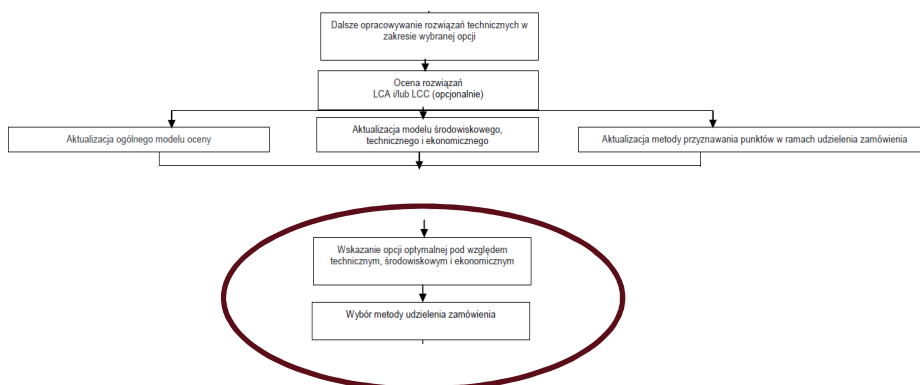 Dalsze opracowywanie rozwiązań technicznych w
zakresie wybranej opcji
Ocena rozwiązań
LCA i/lub LCC (opcjonalnie)
Aktualizacja ogólnego modelu oceny
Aktualizacja modelu środowiskowego,
technicznego i ekonomicznego
Aktualizacja metody przyznawania punktów w ramach udzielenia zamówienia
Wskazanie opcji optymalnej pod względem
technicznym, środowiskowym i ekonomicznym
Wybór metody udzielenia zamówienia